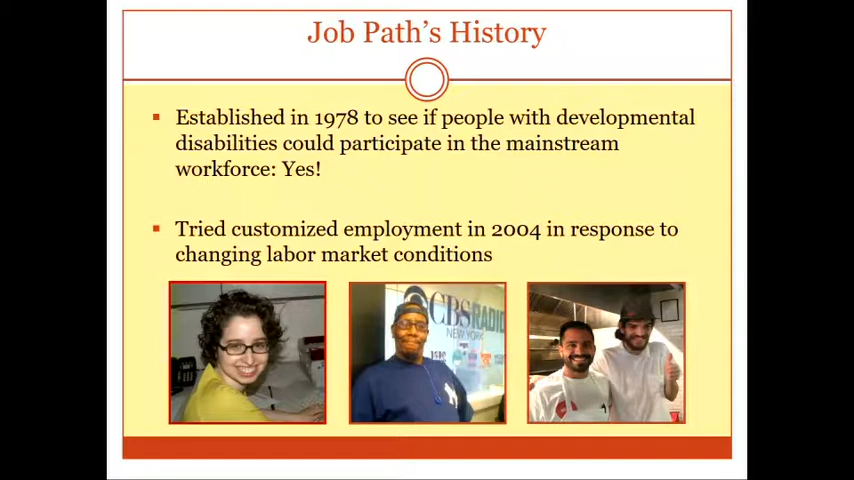 Job Path's History
Established in 1978 to see if people with developmental
disabilities could participate in the mainstream
workforce: Yes!
Tried customized employment in 2004 in response to
changing labor market conditions
CBS RADIO
NEW YORK